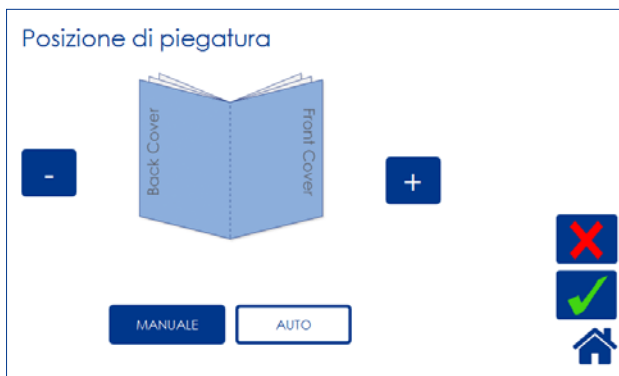 Posizione di piegatura
Back Cover
Front Cover
-
+
MANUALE
AUTO